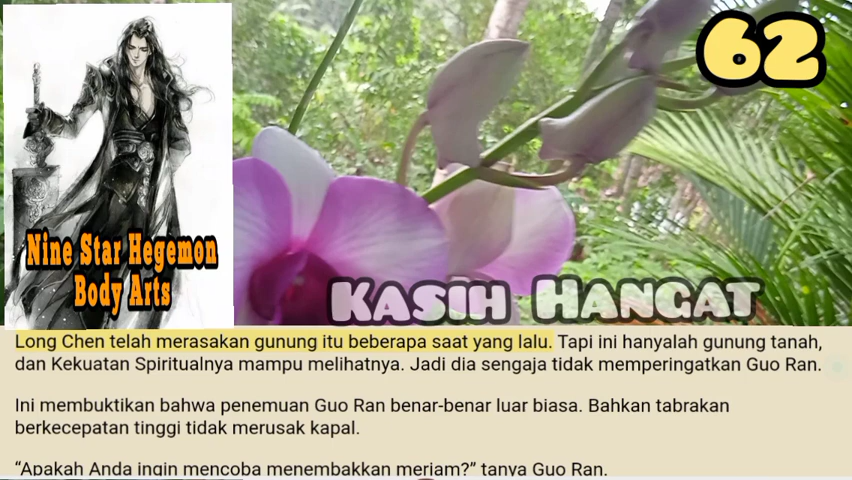 62
Nine Star Hegemon
Body Arts
Kasih Hangat
Long Chen telah merasakan gunung itu beberapa saat yang lalu. Tapi ini hanyalah gunung tanah,
dan Kekuatan Spiritualnya mampu melihatnya. Jadi dia sengaja tidak memperingatkan Guo Ran.
Ini membuktikan bahwa penemuan Guo Ran benar-benar luar biasa. Bahkan tabrakan
berkecepatan tinggi tidak merusak kapal.
“Apakah Anda ingin mencoba menembakkan meriam?” tanya Guo Ran.